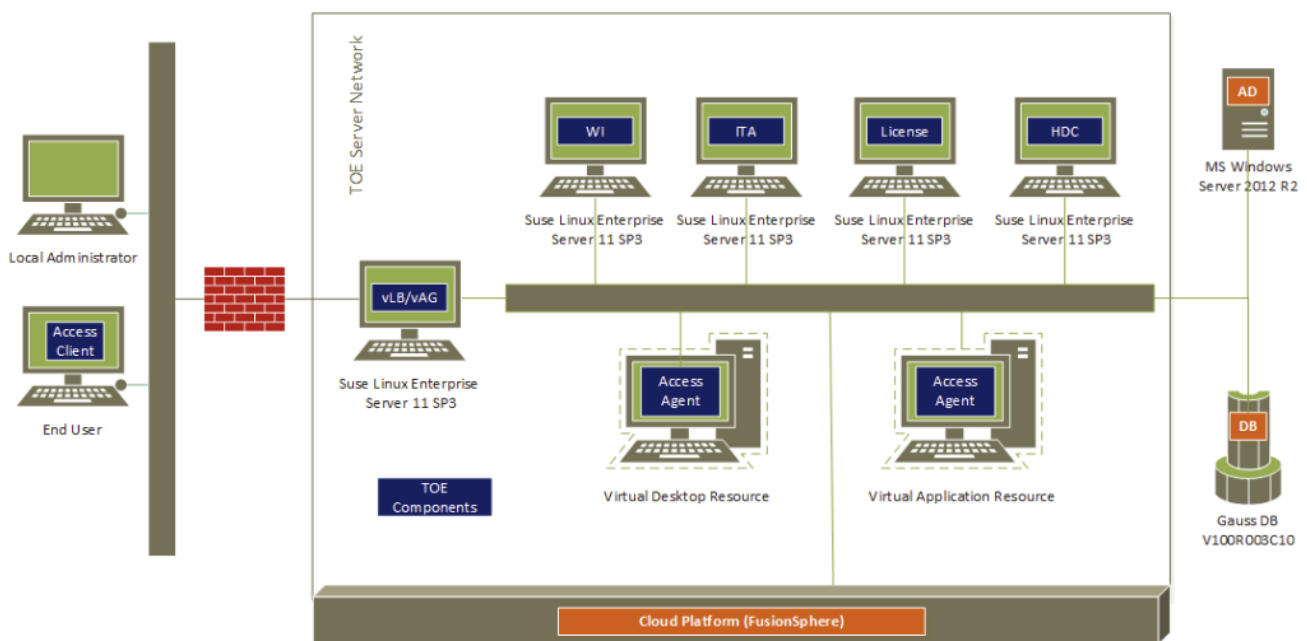 TOE Server Network
WI
ITA
License
HDC
AD
Suse Linux Enterprise
Server 11 SP3
Suse Linux Enterprise
Server 11 SP3
Suse Linux Enterprise
Server 11 SP3
Suse Linux Enterprise
Server 11 SP3
MS Windows
Server 2012 R2
Local Administrator
Access
Client
End User
vLB/vAG
Suse Linux Enterprise
Server 11 SP3
Access
Agent
Virtual Desktop Resource
Access
Agent
Virtual Application Resource
DB
Gauss DB
V100R003C10
TOE
Components
Cloud Platform (FusionSphere)